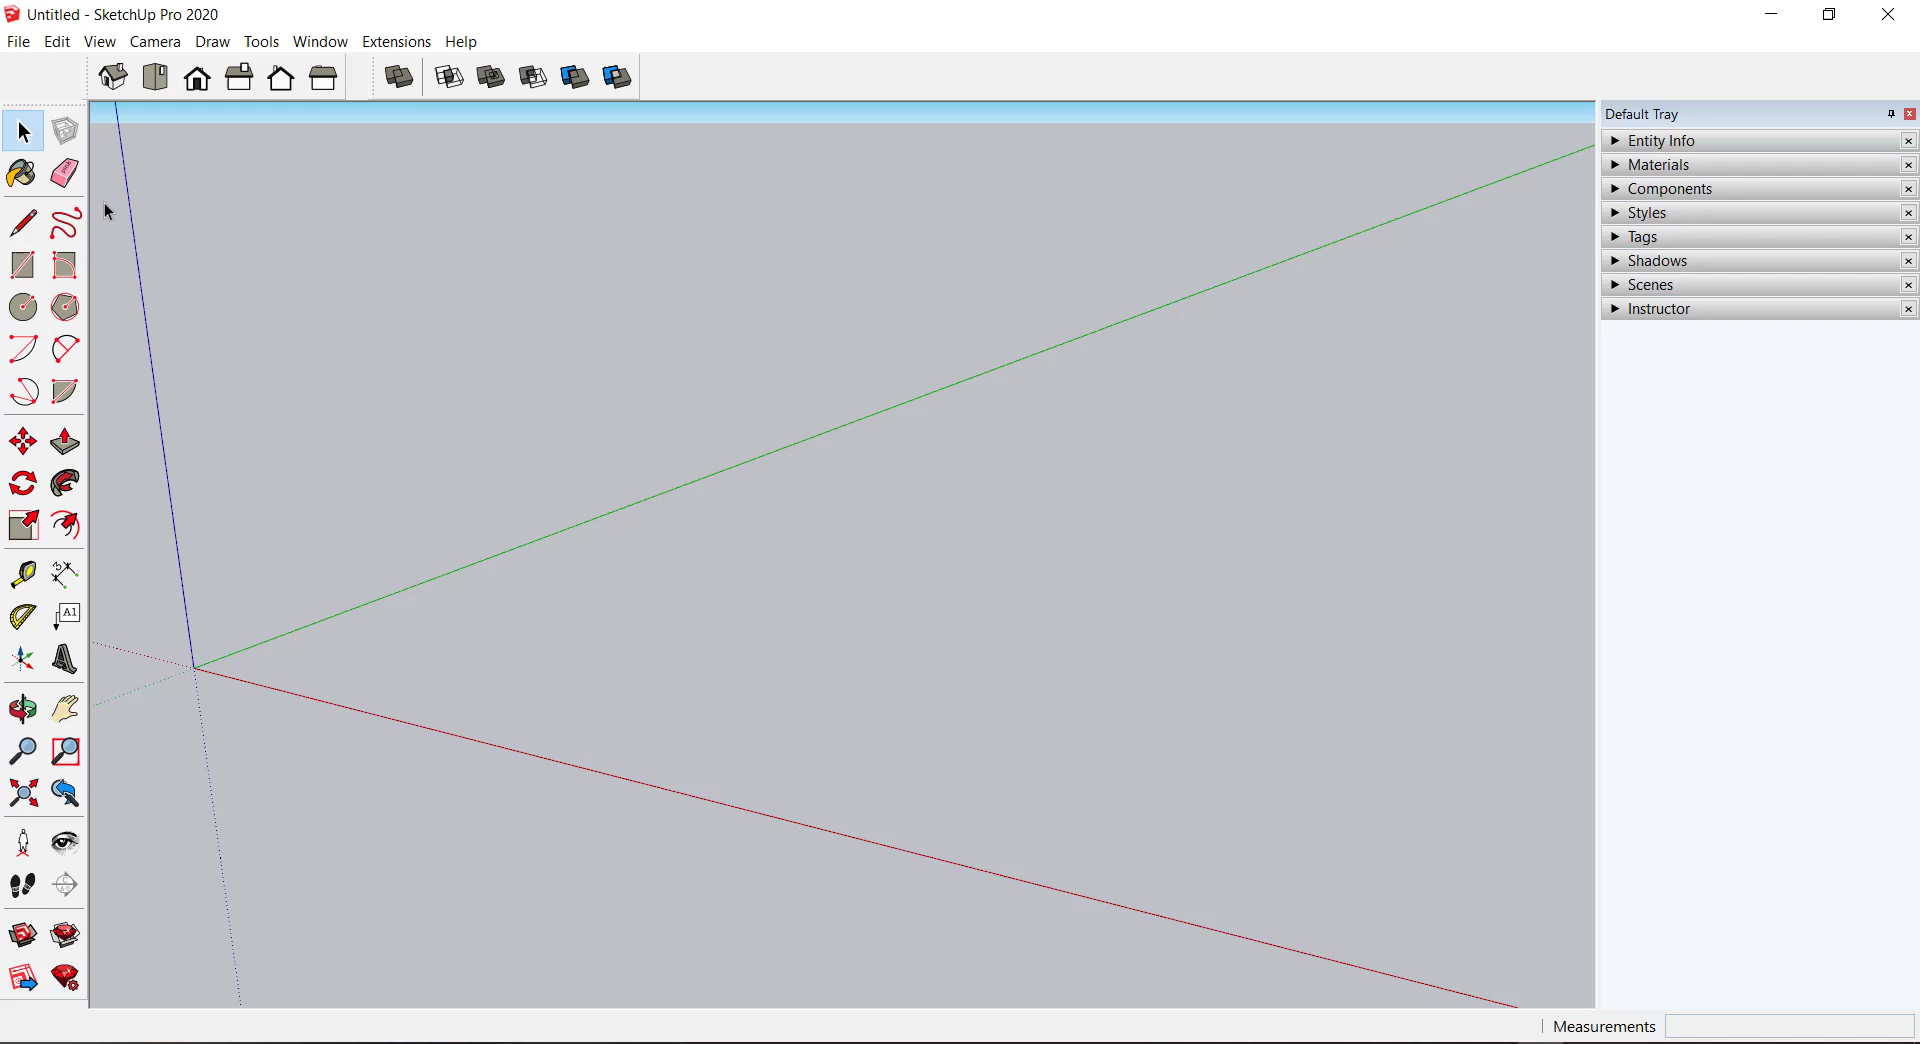 Untitled - SketchUp Pro 2020
File Edit View Camera Draw Tools Window Extensions Help
Default Tray
Entity Info
Materials
Components
Styles
Tags
Shadows
Scenes
Instructor
A1
Measurements